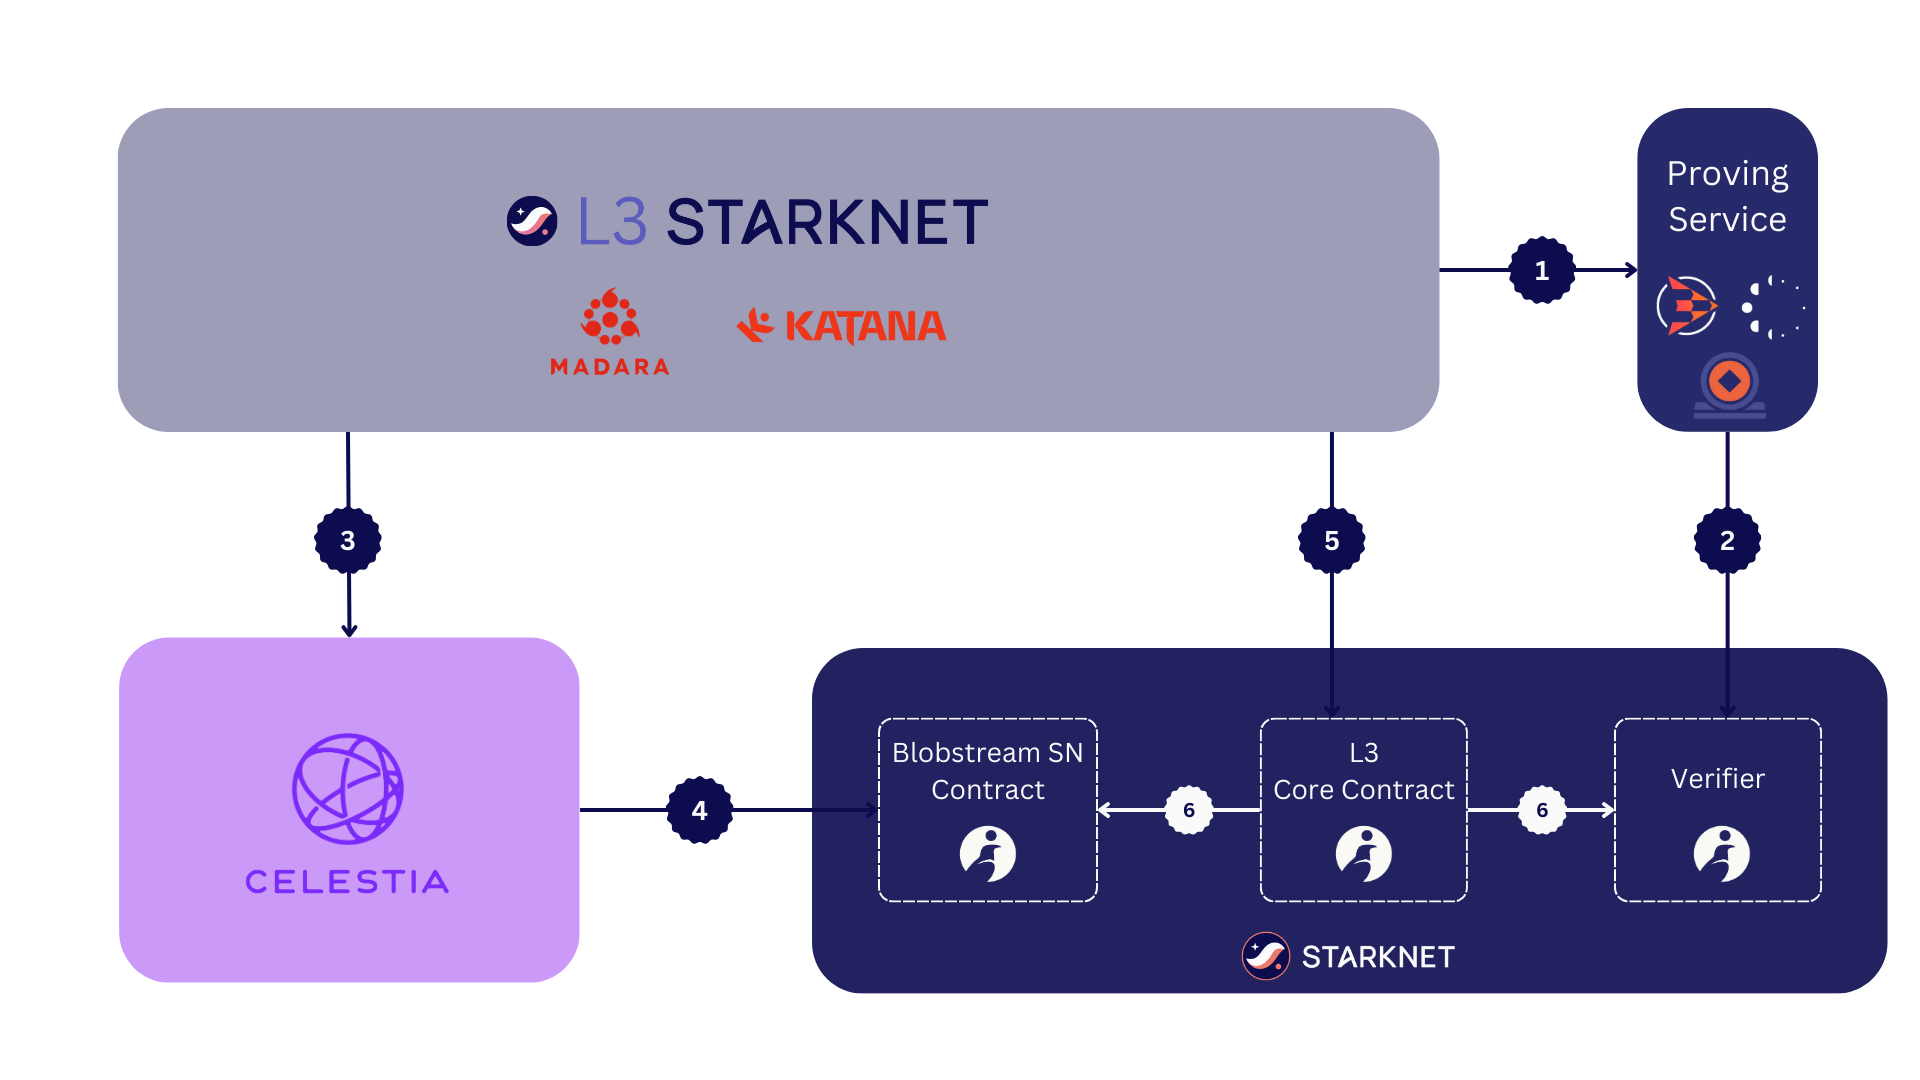 L3 STARKNET
MADARA
KATANA
Proving
Service
1
3
5
2
CELESTIA
4
Blobstream SN
Contract
6
L3
Core Contract
6
Verifier
STARKNET